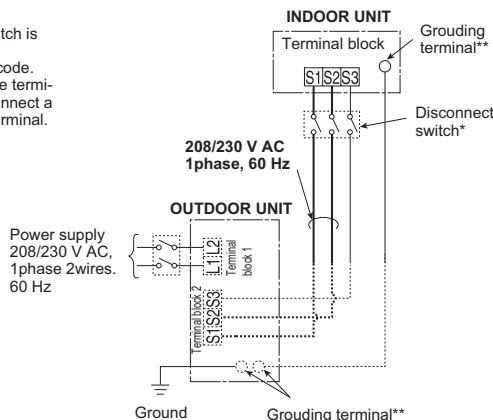 tch is
code.
e termi-
nnect a
erminal.
INDOOR UNIT
Terminal block
Grouding
terminal**
S1 S2 S3
Disconnect
switch*
208/230 V AC
1phase, 60 Hz
OUTDOOR UNIT
Power supply
208/230 V AC,
1phase 2wires.
60 Hz
L1 L2
Terminal
block 1
Terminal block 2
S1 S2 S3
Ground
Grouding terminal**